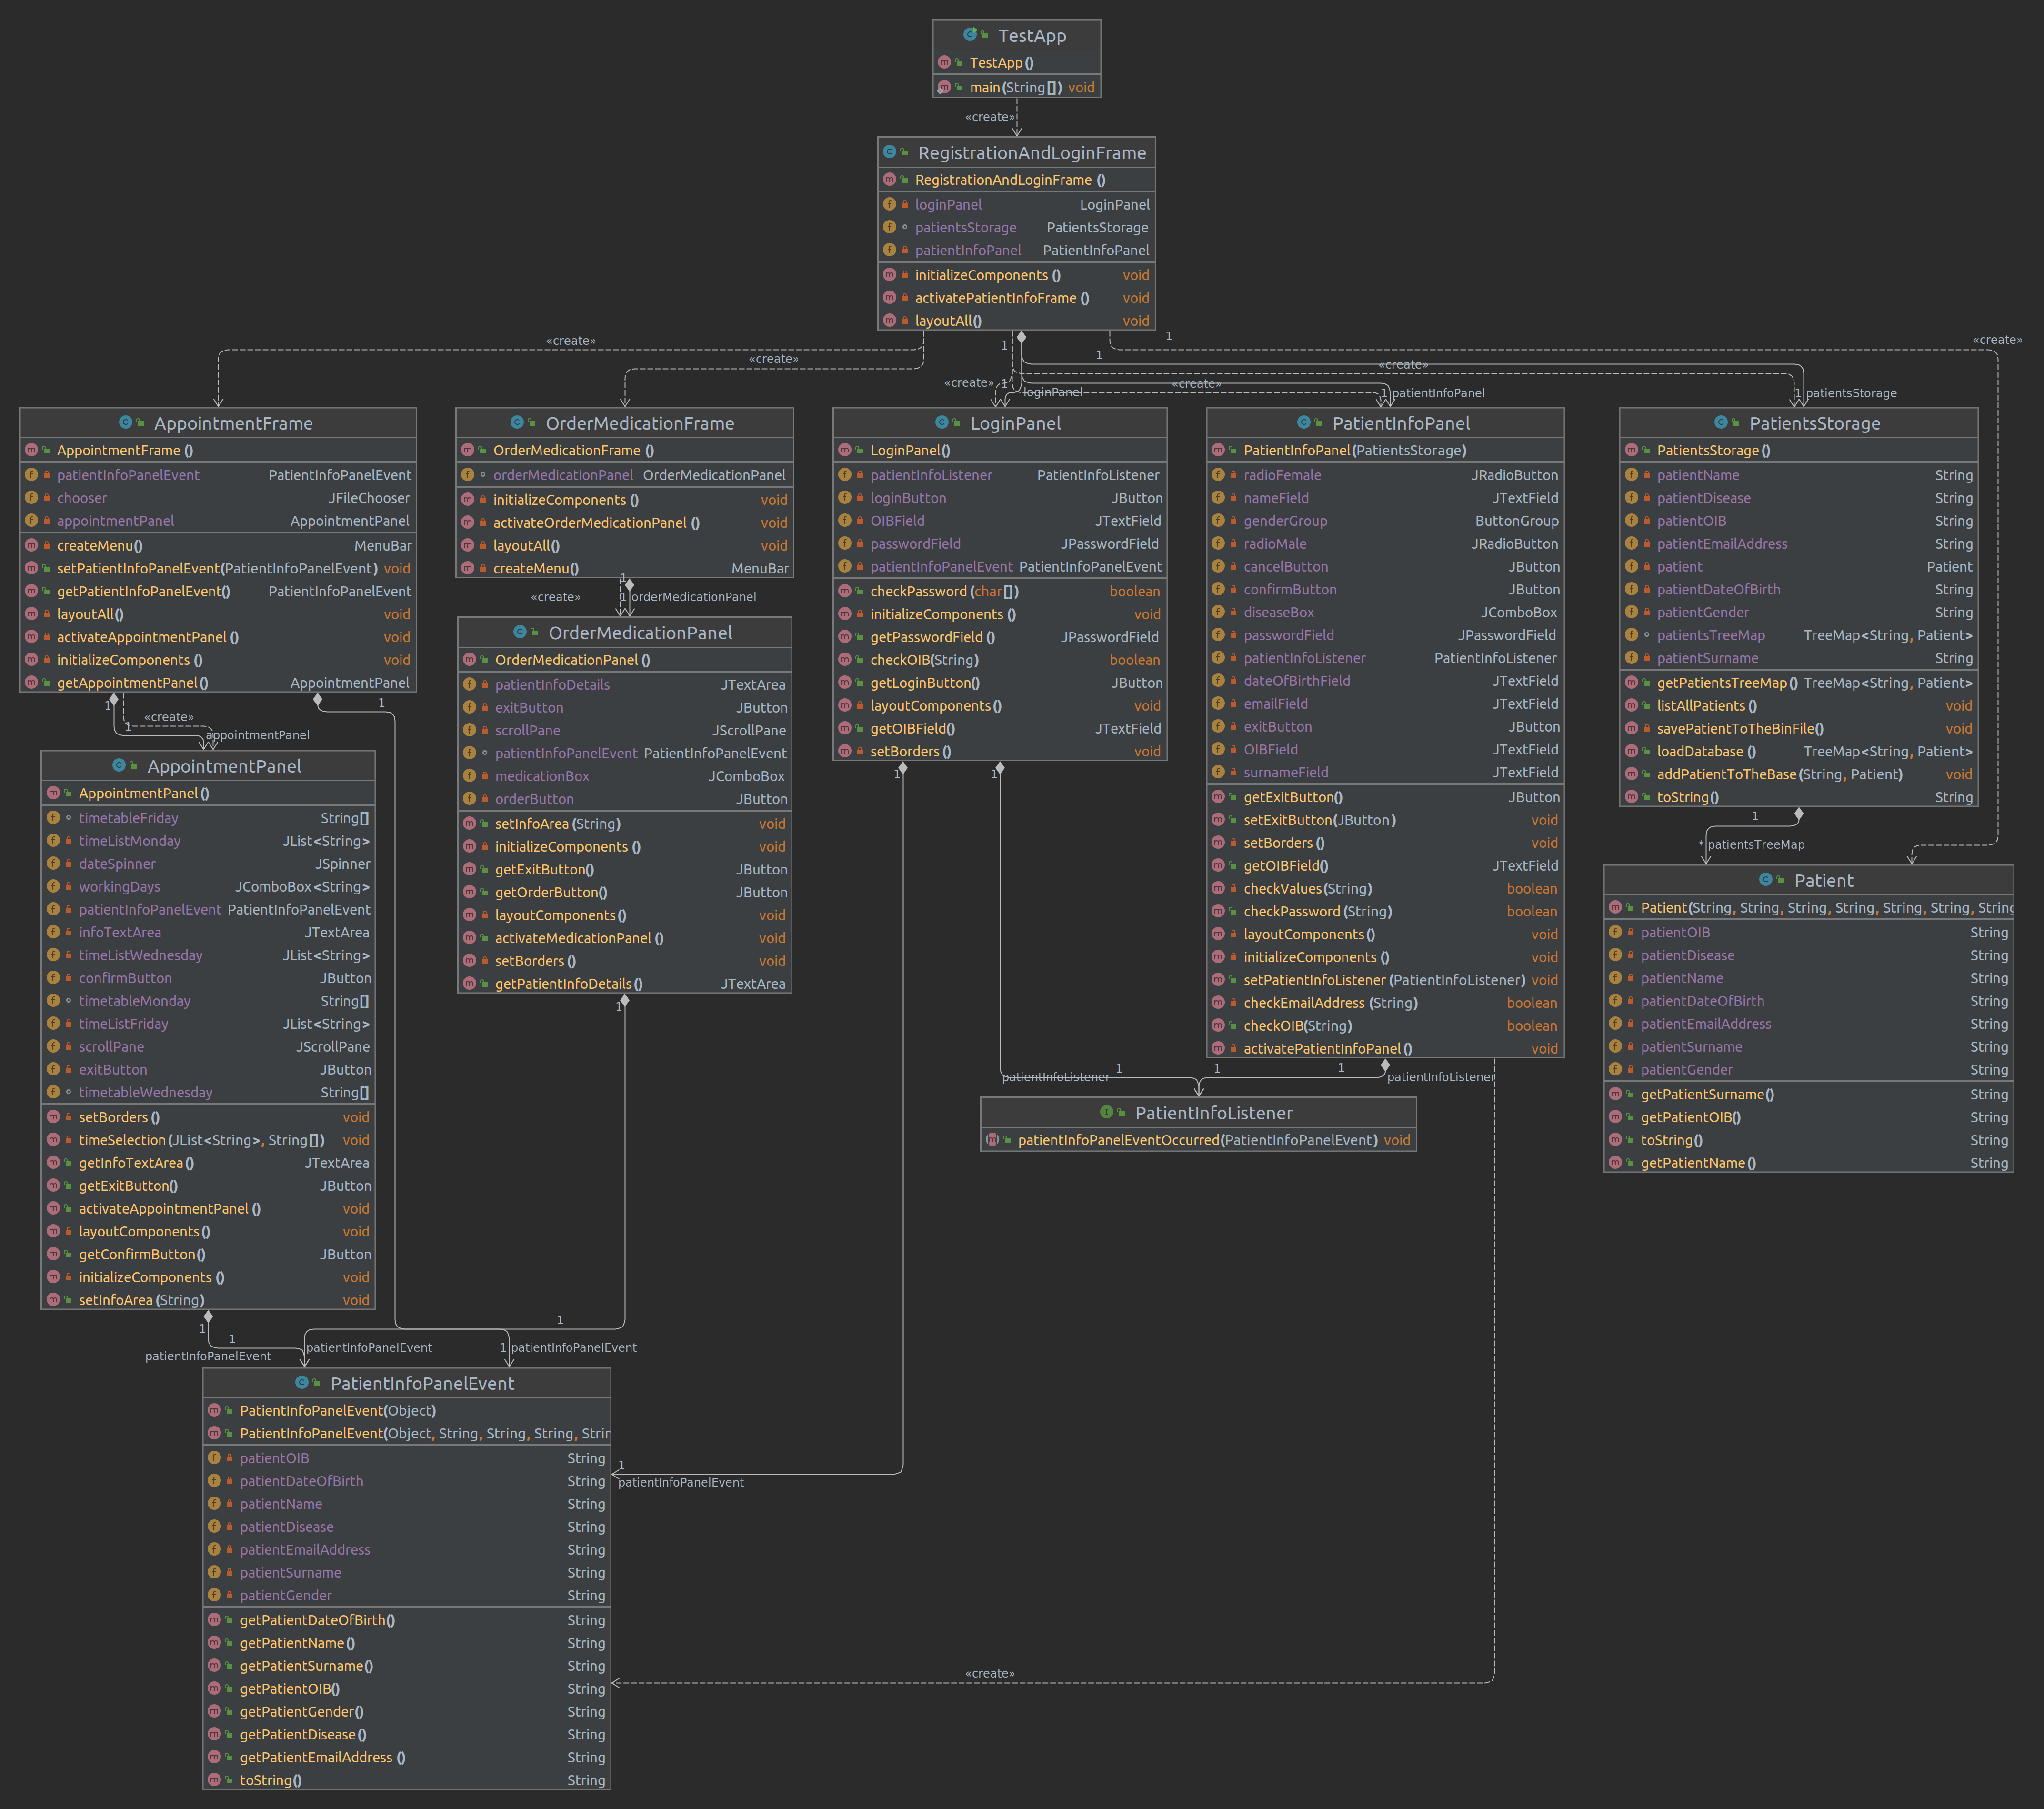 TestApp
TestApp()
main(String[]) void
«create»
RegistrationAndLoginFrame
RegistrationAndLoginFrame()
loginPanel LoginPanel
patientsStorage PatientsStorage
patientInfoPanel PatientInfoPanel
initializeComponents() void
activatePatientInfoFrame() void
layoutAll() void
«create»
«create»
1
«create»
1
loginPanel
1
«create»
«create»
1 patientInfoPanel
1
«create»
1 patientsStorage
AppointmentFrame
AppointmentFrame()
patientInfoPanelEvent PatientInfoPanelEvent
chooser JFileChooser
appointmentPanel AppointmentPanel
createMenu() MenuBar
setPatientInfoPanelEvent(PatientInfoPanelEvent) void
getPatientInfoPanelEvent() PatientInfoPanelEvent
layoutAll() void
activateAppointmentPanel() void
initializeComponents() void
getAppointmentPanel() AppointmentPanel
1
«create»
1
appointmentPanel
1
OrderMedicationFrame
OrderMedicationFrame()
orderMedicationPanel OrderMedicationPanel
initializeComponents() void
activateOrderMedicationPanel() void
layoutAll() void
createMenu() MenuBar
1
«create»
1 orderMedicationPanel
LoginPanel
LoginPanel()
patientInfoListener PatientInfoListener
loginButton JButton
OIBField JTextField
passwordField JPasswordField
patientInfoPanelEvent PatientInfoPanelEvent
checkPassword(char[]) boolean
initializeComponents() void
getPasswordField() JPasswordField
checkOIB(String) boolean
getLoginButton() JButton
layoutComponents() void
getOIBField() JTextField
setBorders() void
1
1
PatientInfoPanel
PatientInfoPanel(PatientsStorage)
radioFemale JRadioButton
nameField JTextField
genderGroup ButtonGroup
radioMale JRadioButton
cancelButton JButton
confirmButton JButton
diseaseBox JComboBox
passwordField JPasswordField
patientInfoListener PatientInfoListener
dateOfBirthField JTextField
emailField JTextField
exitButton JButton
OIBField JTextField
surnameField JTextField
getExitButton() JButton
setExitButton(JButton) void
setBorders() void
getOIBField() JTextField
checkValues(String) boolean
checkPassword(String) boolean
layoutComponents() void
initializeComponents() void
setPatientInfoListener(PatientInfoListener) void
checkEmailAddress(String) boolean
checkOIB(String) boolean
activatePatientInfoPanel() void
PatientsStorage
PatientsStorage()
patientName String
patientDisease String
patientOIB String
patientEmailAddress String
patient Patient
patientDateOfBirth String
patientGender String
patientsTreeMap TreeMap<String, Patient>
patientSurname String
getPatientsTreeMap() TreeMap<String, Patient>
listAllPatients() void
savePatientToTheBinFile() void
loadDatabase() TreeMap<String, Patient>
addPatientToTheBase(String, Patient) void
toString() String
1
* patientsTreeMap
AppointmentPanel
AppointmentPanel()
timetableFriday String[]
timeListMonday JList<String>
dateSpinner JSpinner
workingDays JComboBox<String>
patientInfoPanelEvent PatientInfoPanelEvent
infoTextArea JTextArea
timeListWednesday JList<String>
confirmButton JButton
timetableMonday String[]
timeListFriday JList<String>
scrollPane JScrollPane
exitButton JButton
timetableWednesday String[]
setBorders() void
timeSelection(JList<String>, String[]) void
getInfoTextArea() JTextArea
getExitButton() JButton
activateAppointmentPanel() void
layoutComponents() void
getConfirmButton() JButton
initializeComponents() void
setInfoArea(String) void
1
1
patientInfoPanelEvent
OrderMedicationPanel
OrderMedicationPanel()
patientInfoDetails JTextArea
exitButton JButton
scrollPane JScrollPane
patientInfoPanelEvent PatientInfoPanelEvent
medicationBox JComboBox
orderButton JButton
setInfoArea(String) void
initializeComponents() void
getExitButton() JButton
getOrderButton() JButton
layoutComponents() void
activateMedicationPanel() void
setBorders() void
getPatientInfoDetails() JTextArea
1
1
patientInfoPanelEvent
1 patientInfoPanelEvent
patientInfoListener
1
1
1
patientInfoListener
PatientInfoListener
patientInfoPanelEventOccurred(PatientInfoPanelEvent) void
Patient
Patient(String, String, String, String, String, String, String
patientOIB String
patientDisease String
patientName String
patientDateOfBirth String
patientEmailAddress String
patientSurname String
patientGender String
getPatientSurname() String
getPatientOIB() String
toString() String
getPatientName() String
PatientInfoPanelEvent
PatientInfoPanelEvent(Object)
PatientInfoPanelEvent(Object, String, String, String, Strin
patientOIB String
patientDateOfBirth String
patientName String
patientDisease String
patientEmailAddress String
patientSurname String
patientGender String
getPatientDateOfBirth() String
getPatientName() String
getPatientSurname() String
getPatientOIB() String
getPatientGender() String
getPatientDisease() String
getPatientEmailAddress() String
toString() String
1
patientInfoPanelEvent
«create»